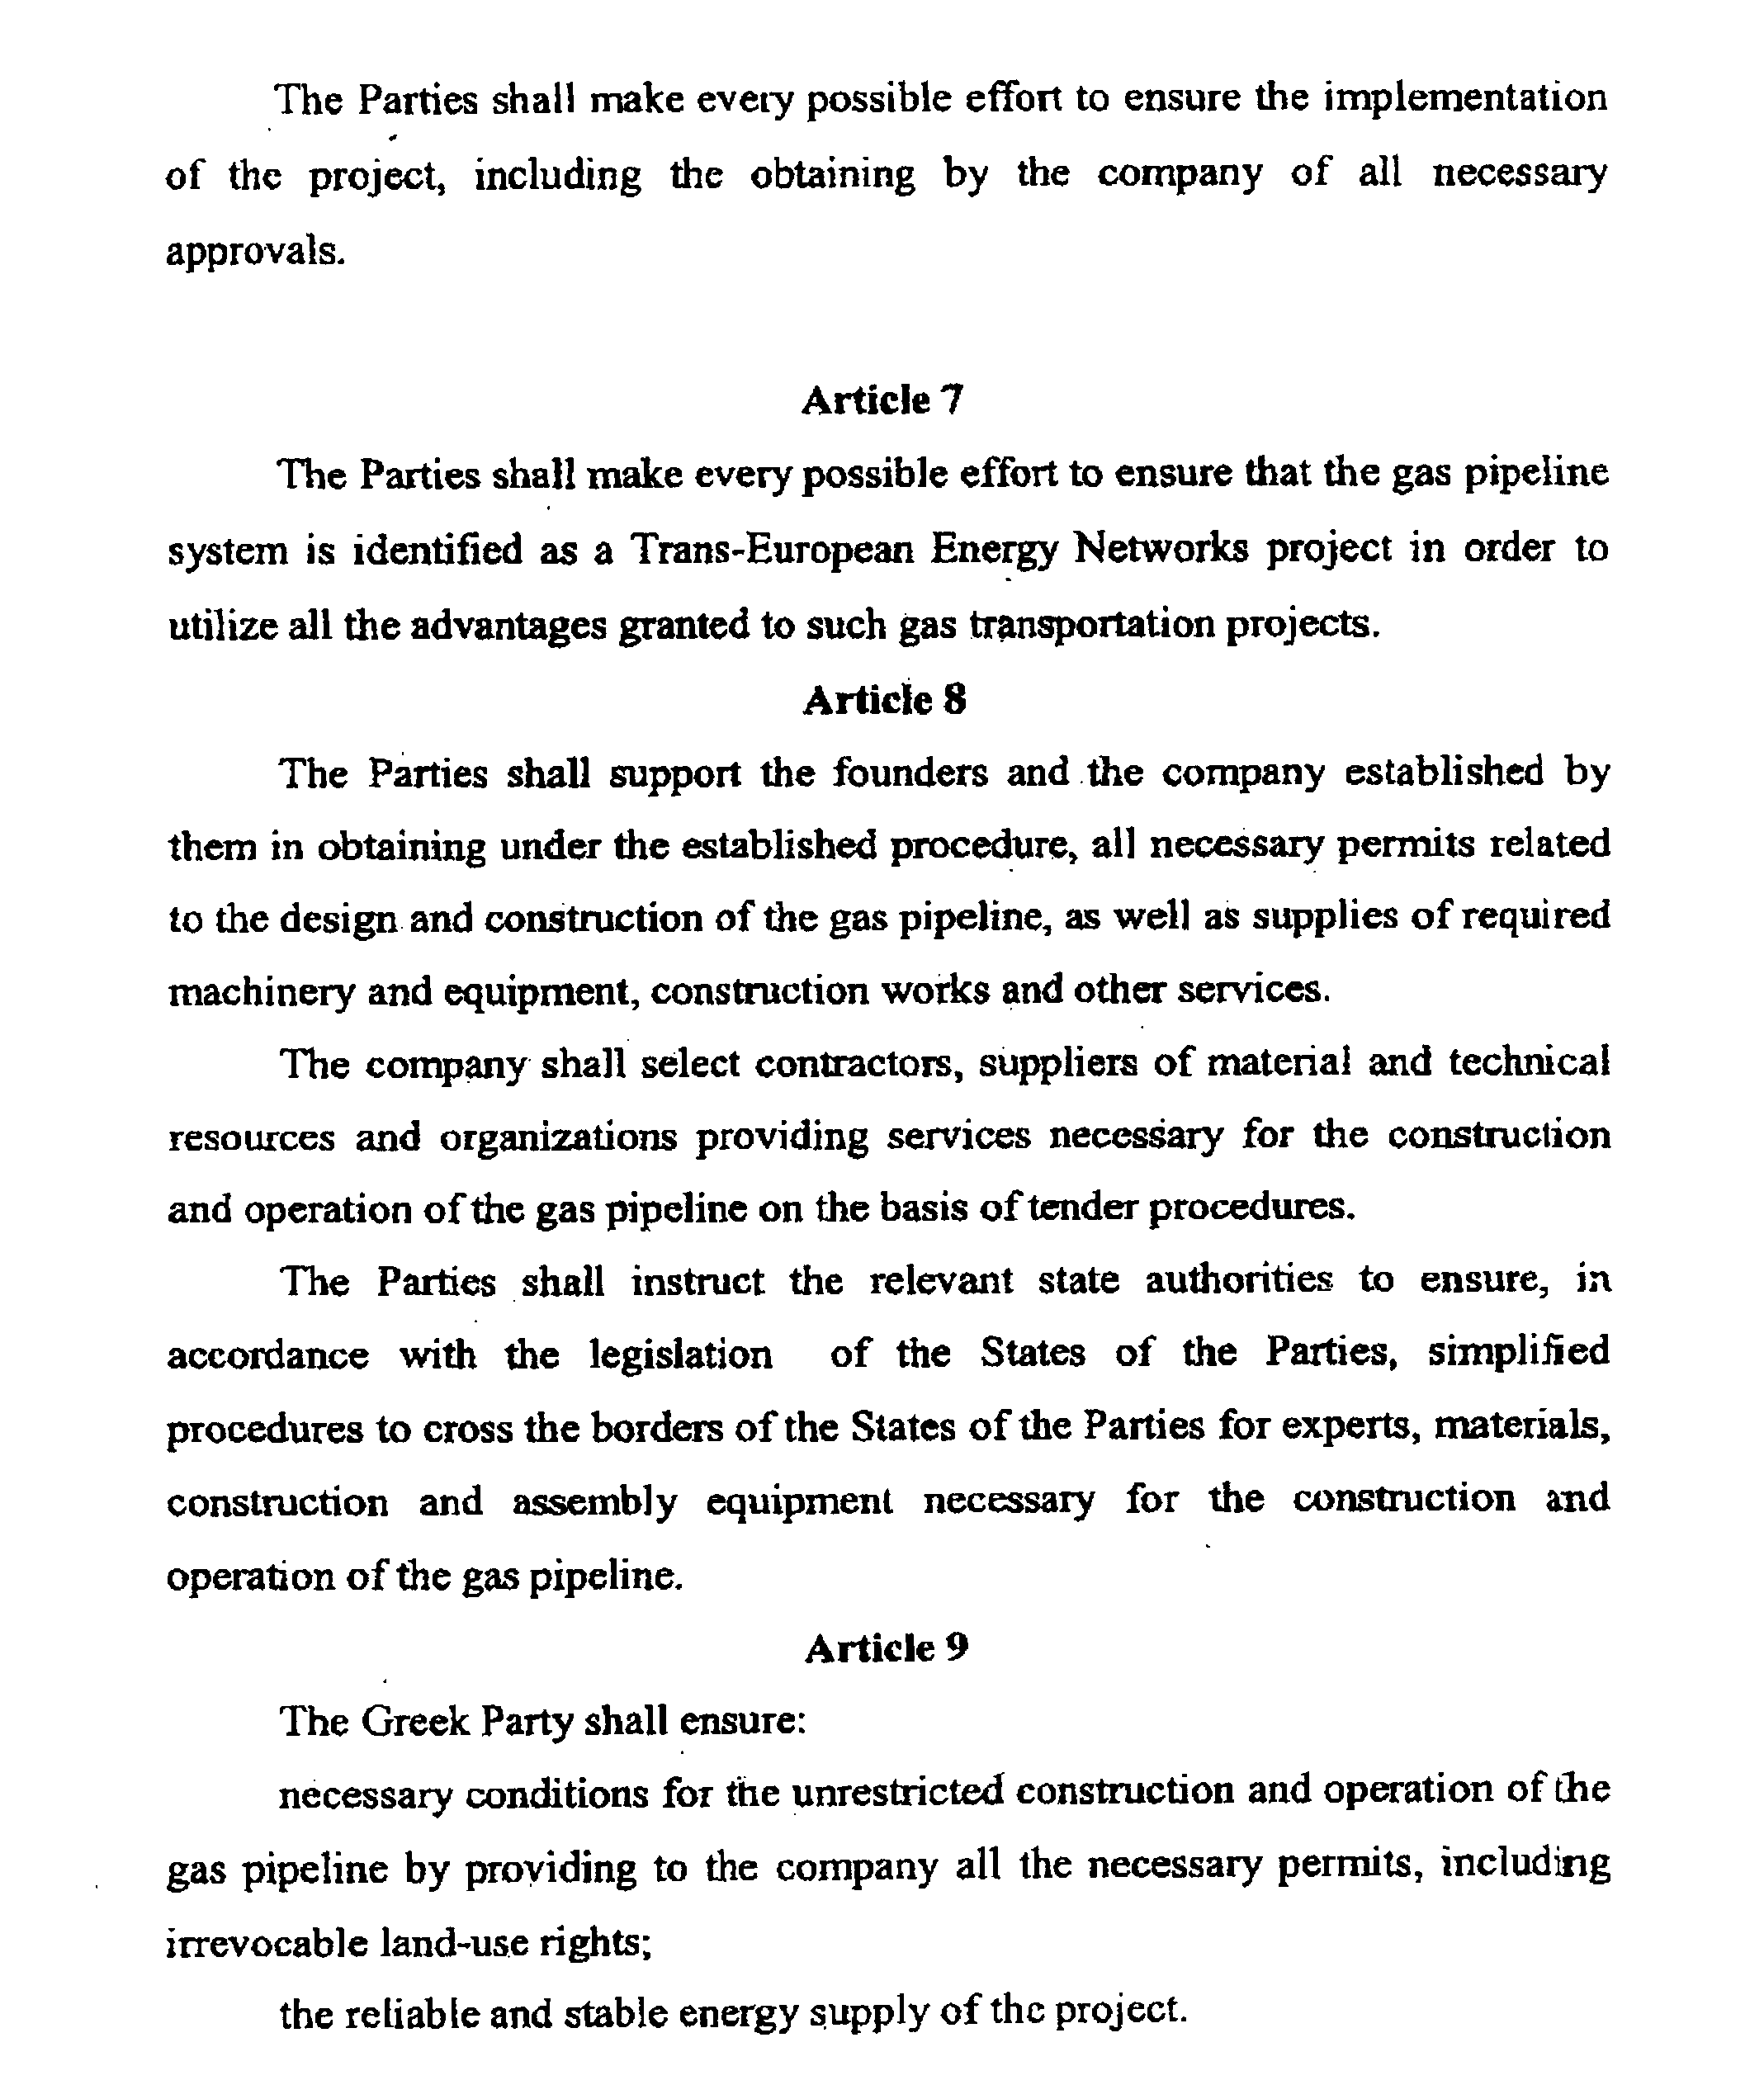 The Parties shall make every possible effort to ensure the implementation
of the project, including the obtaining by the company of all necessary
approvals.
Article 7
The Parties shall make every possible effort to ensure that the gas pipeline
system is identified as a Trans-European Energy Networks project in order to
utilize all the advantages granted to such gas transportation projects.
Article 8
The Parties shall support the founders and the company established by
them in obtaining under the established procedure, all necessary permits related
to the design and construction of the gas pipeline, as well as supplies of required
machinery and equipment, construction works and other services.
The company shall select contractors, suppliers of material and technical
resources and organizations providing services necessary for the construction
and operation of the gas pipeline on the basis of tender procedures.
The Parties shall instruct the relevant state authorities to ensure, in
accordance with the legislation of the States of the Parties, simplified
procedures to cross the borders of the States of the Parties for experts, materials,
construction and assembly equipment necessary for the construction and
operation of the gas pipeline.
Article 9
The Greek Party shall ensure:
necessary conditions for the unrestricted construction and operation of the
gas pipeline by providing to the company all the necessary permits, including
irrevocable land-use rights;
the reliable and stable energy supply of the project.